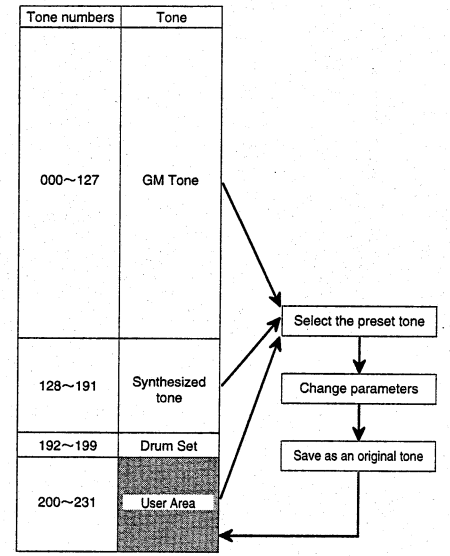 Tone numbers Tone
000～127 GM Tone
Select the preset tone
128～191 Synthesized
tone
Change parameters
192～199 Drum Set
Save as an original tone
200～231 User Area